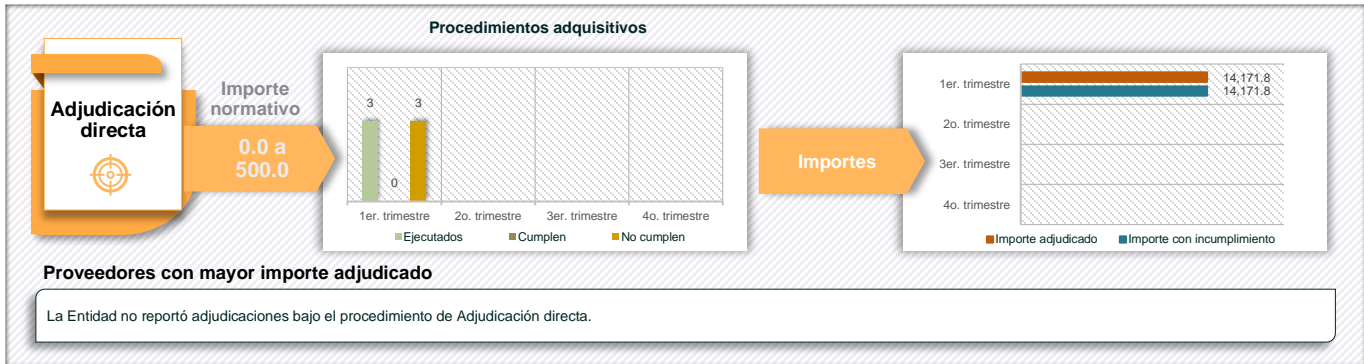 Procedimientos adquisitivos
Adjudicación
directa
Importe
normativo
0.0 a
500.0
3
0
3
1er. trimestre
2o. trimestre
3er. trimestre
4o. trimestre
Ejecutados
Cumplen
No cumplen
Importes
1er. trimestre
14,171.8
14,171.8
2o. trimestre
3er. trimestre
4o. trimestre
Importe adjudicado
Importe con incumplimiento
Proveedores con mayor importe adjudicado
La Entidad no reportó adjudicaciones bajo el procedimiento de Adjudicación directa.